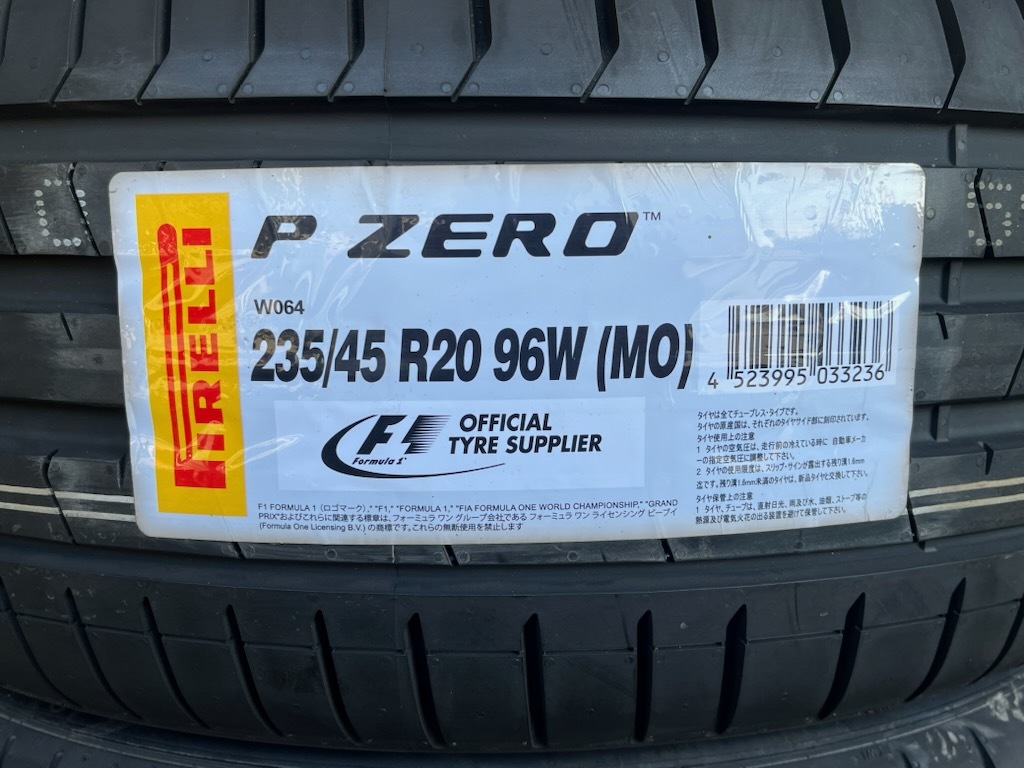 PIRELLI
P ZERO™
W064
235/45 R20 96W (MO)
4 523995 033236
F1 Formula 1®
OFFICIAL
TYRE SUPPLIER
F1 FORMULA 1 (ロゴマーク)," "F1," "FORMULA 1," "FIA FORMULA ONE WORLD CHAMPIONSHIP," "GRAND
PRIX"およびこれらに関連する標章は、フォーミュラ ワン グループ会社である フォーミュラ ワン ライセンシング ビーブイ
(Formula One Licensing B.V.) の商標です。これらの無断使用を禁止します
タイヤは全てチューブレス・タイプです。
タイヤの原産国は、それぞれのタイヤサイド部に刻印されています。
タイヤ使用上の注意
1 タイヤの空気圧は、走行前の冷えている時に 自動車メーカ
ーの指定空気圧に調整して下さい。
2 タイヤの使用限度は、スリップ・サインが露出する残り溝1.6mm
迄です。残り溝1.6mm未満のタイヤは、新品タイヤと交換して下さい。
タイヤ保管上の注意
1 タイヤ、チューブは、直射日光、雨及び水、油類、ストーブ等の
熱源及び電気火花の出る装置を避けて保管して下さい。